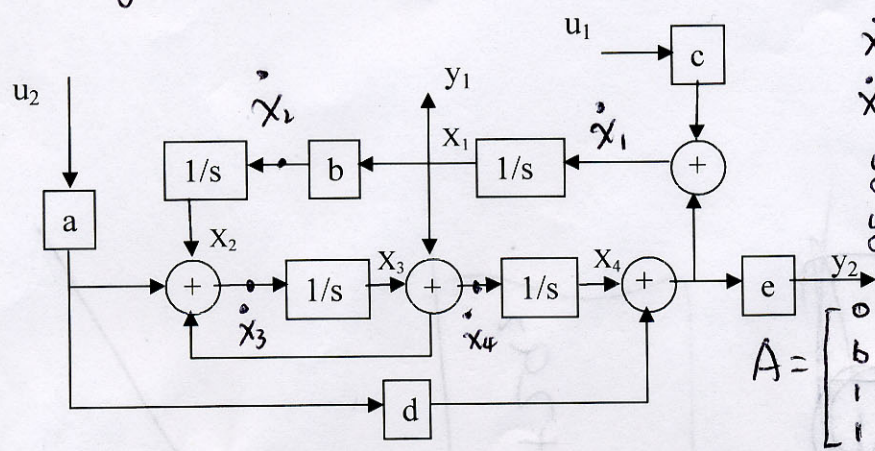 u₁
c
ẋ
ẋ
u₂
ẋ₂
y₁
X₁
ẋ₁
1/s
b
1/s
+
a
X₂
X₃
X₄
y₂
+
1/s
+
1/s
+
e
ẋ₃
ẋ₄
d
A = [
0
b
1
1